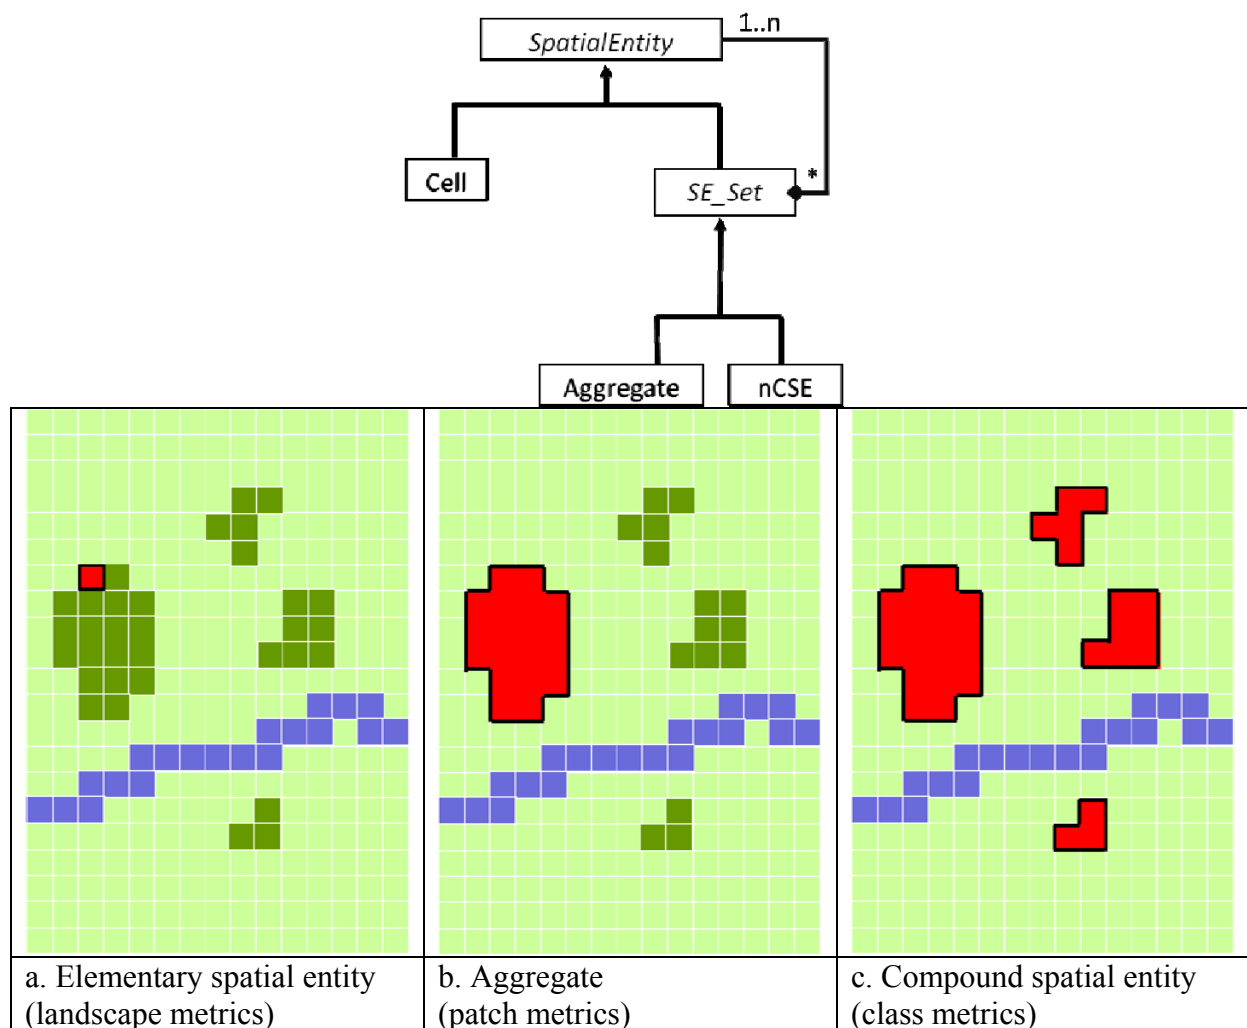 1..n
SpatialEntity
Cell
*
SE_Set
Aggregate
nCSE
a. Elementary spatial entity
(landscape metrics)
b. Aggregate
(patch metrics)
c. Compound spatial entity
(class metrics)